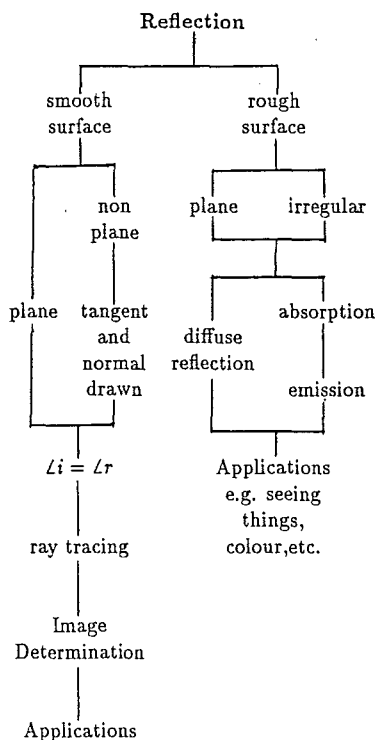 Reflection
smooth
surface
rough
surface
non
plane
plane
irregular
plane
tangent
and
normal
drawn
diffuse
reflection
absorption
emission
∠i = ∠r
Applications
e.g. seeing
things,
colour,etc.
ray tracing
Image
Determination
Applications